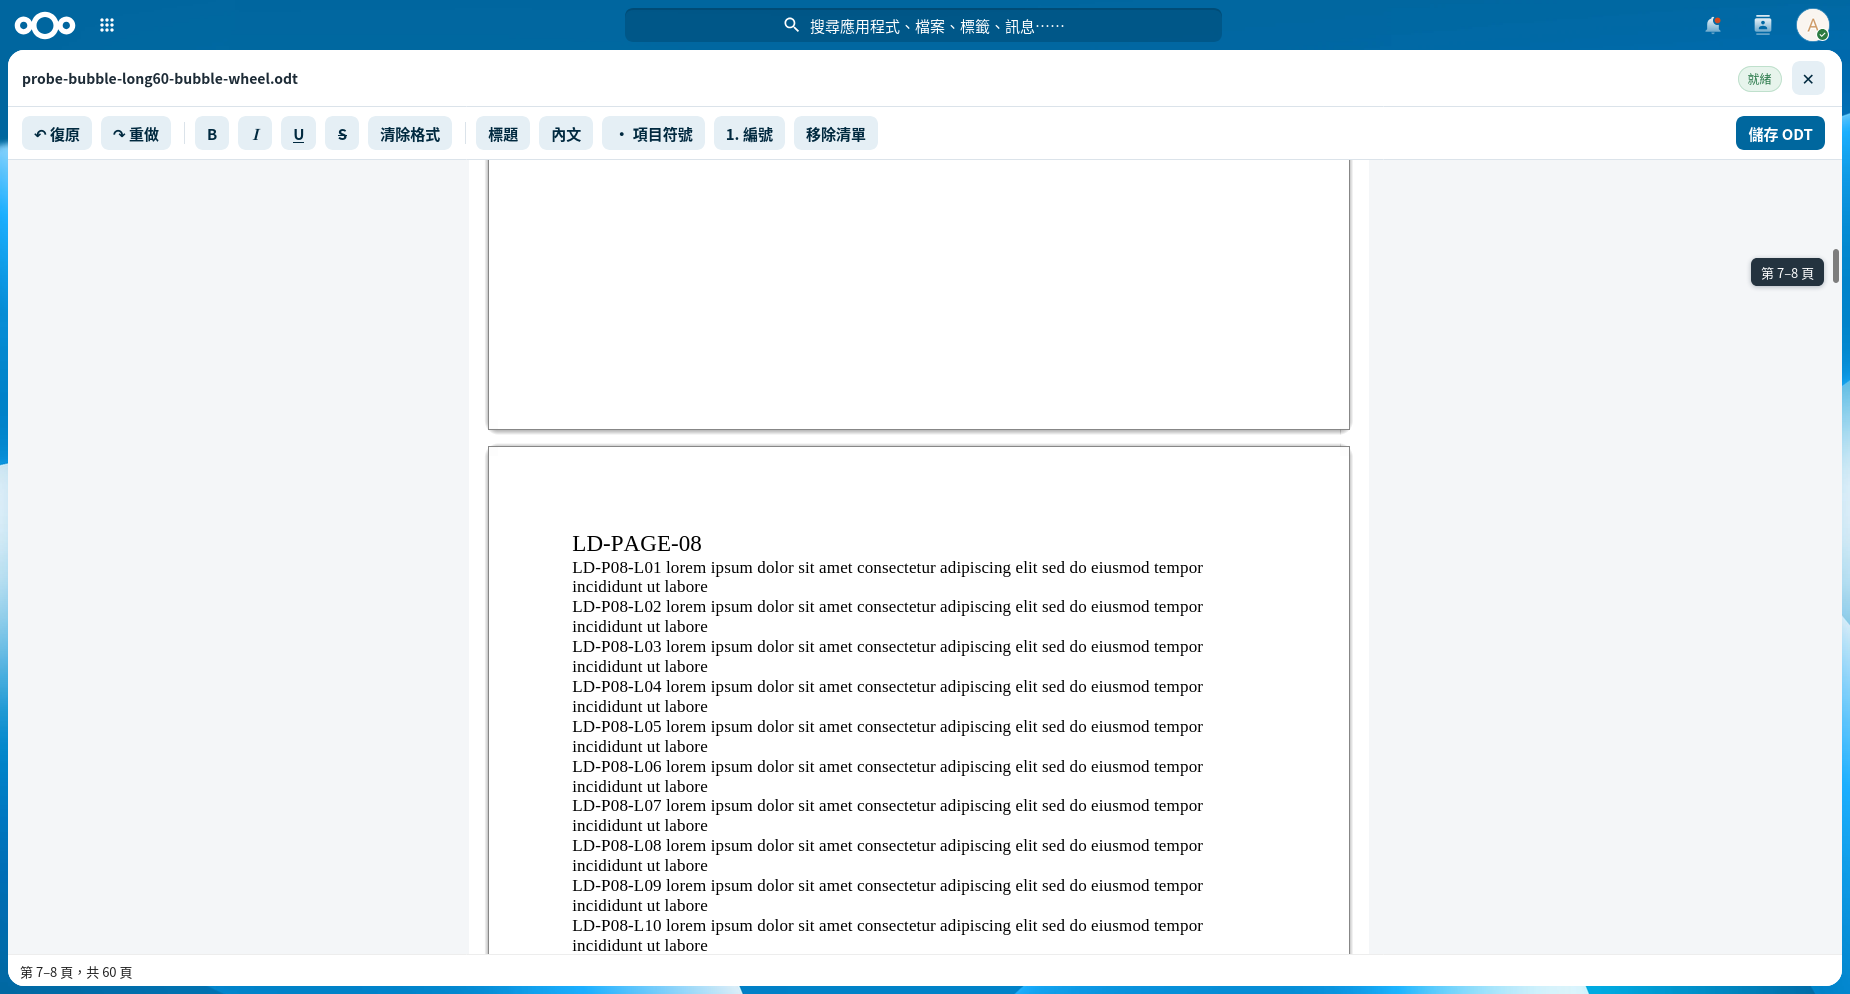 搜尋應用程式、檔案、標籤、訊息……
A
probe-bubble-long60-bubble-wheel.odt
就緒
×
↶ 復原
↷ 重做
B
I
U
S
清除格式
標題
內文
• 項目符號
1. 編號
移除清單
儲存 ODT
第 7–8 頁
LD-PAGE-08
LD-P08-L01 lorem ipsum dolor sit amet consectetur adipiscing elit sed do eiusmod tempor
incididunt ut labore
LD-P08-L02 lorem ipsum dolor sit amet consectetur adipiscing elit sed do eiusmod tempor
incididunt ut labore
LD-P08-L03 lorem ipsum dolor sit amet consectetur adipiscing elit sed do eiusmod tempor
incididunt ut labore
LD-P08-L04 lorem ipsum dolor sit amet consectetur adipiscing elit sed do eiusmod tempor
incididunt ut labore
LD-P08-L05 lorem ipsum dolor sit amet consectetur adipiscing elit sed do eiusmod tempor
incididunt ut labore
LD-P08-L06 lorem ipsum dolor sit amet consectetur adipiscing elit sed do eiusmod tempor
incididunt ut labore
LD-P08-L07 lorem ipsum dolor sit amet consectetur adipiscing elit sed do eiusmod tempor
incididunt ut labore
LD-P08-L08 lorem ipsum dolor sit amet consectetur adipiscing elit sed do eiusmod tempor
incididunt ut labore
LD-P08-L09 lorem ipsum dolor sit amet consectetur adipiscing elit sed do eiusmod tempor
incididunt ut labore
LD-P08-L10 lorem ipsum dolor sit amet consectetur adipiscing elit sed do eiusmod tempor
incididunt ut labore
第 7–8 頁，共 60 頁